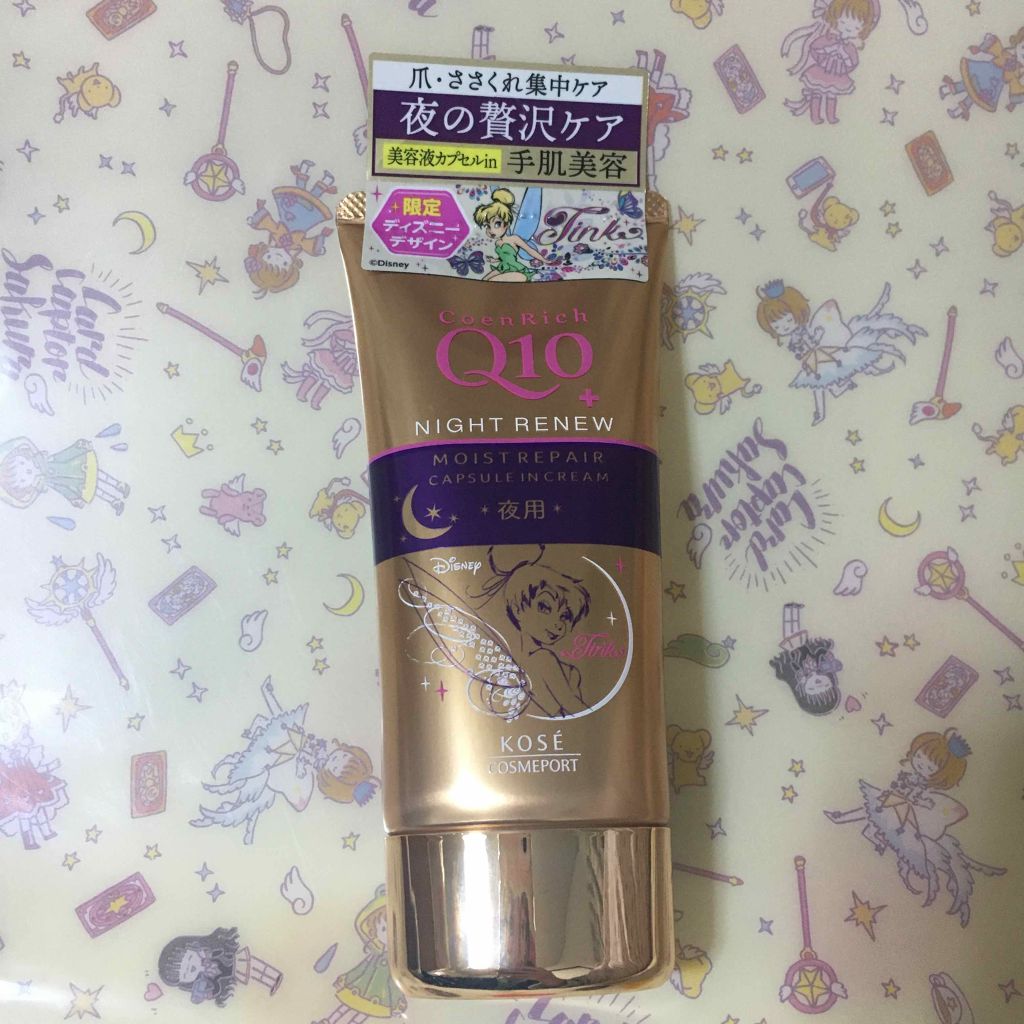 爪・ささくれ集中ケア
夜の贅沢ケア
美容液カプセルin 手肌美容
限定
ディズニー
デザイン
©Disney
Tink
CoenRich
Q10
+
NIGHT RENEW
MOIST REPAIR
CAPSULE IN CREAM
夜用
Disney
Tink
KOSÉ
COSMEPORT
Card
Captor
Sakura
Card
Captor
Sakura